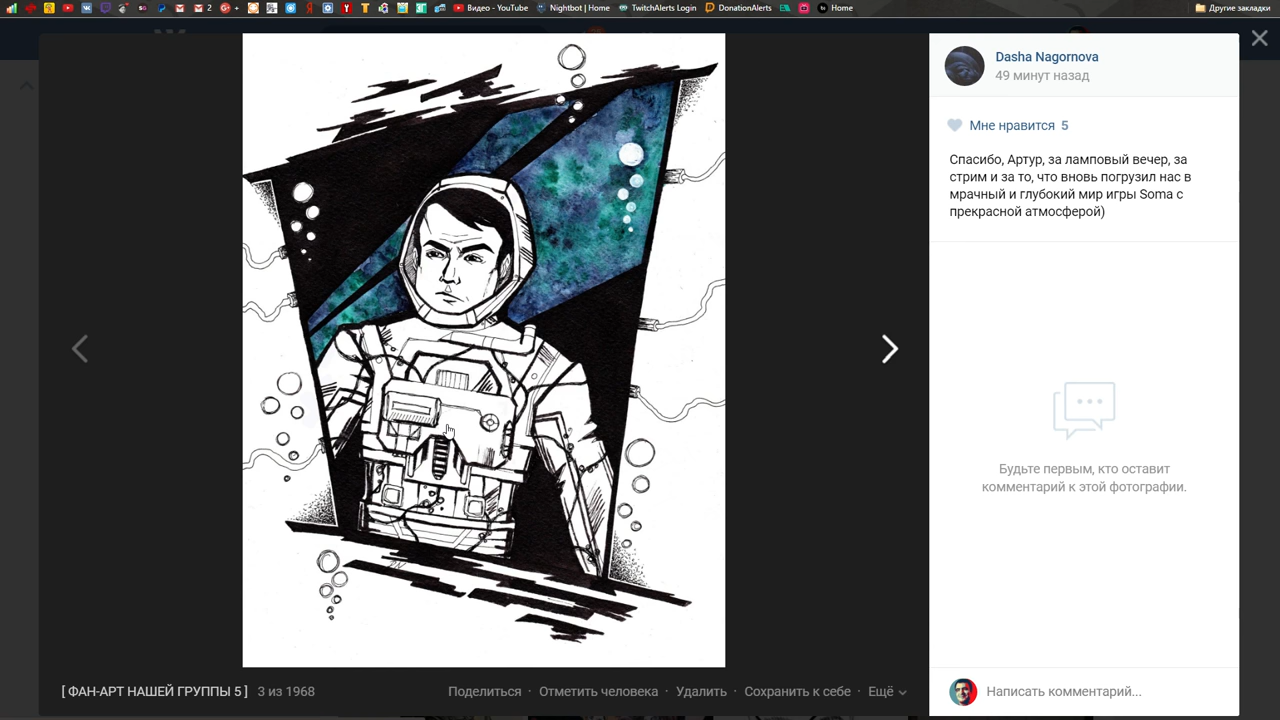 2
Видео - YouTube
Nightbot | Home
TwitchAlerts Login
DonationAlerts
Home
Другие закладки
Dasha Nagornova
49 минут назад
Мне нравится 5
Спасибо, Артур, за ламповый вечер, за
стрим и за то, что вновь погрузил нас в
мрачный и глубокий мир игры Soma с
прекрасной атмосферой)
Будьте первым, кто оставит
комментарий к этой фотографии.
[ ФАН-АРТ НАШЕЙ ГРУППЫ 5 ] 3 из 1968
Поделиться · Отметить человека · Удалить · Сохранить к себе · Ещё
Написать комментарий...